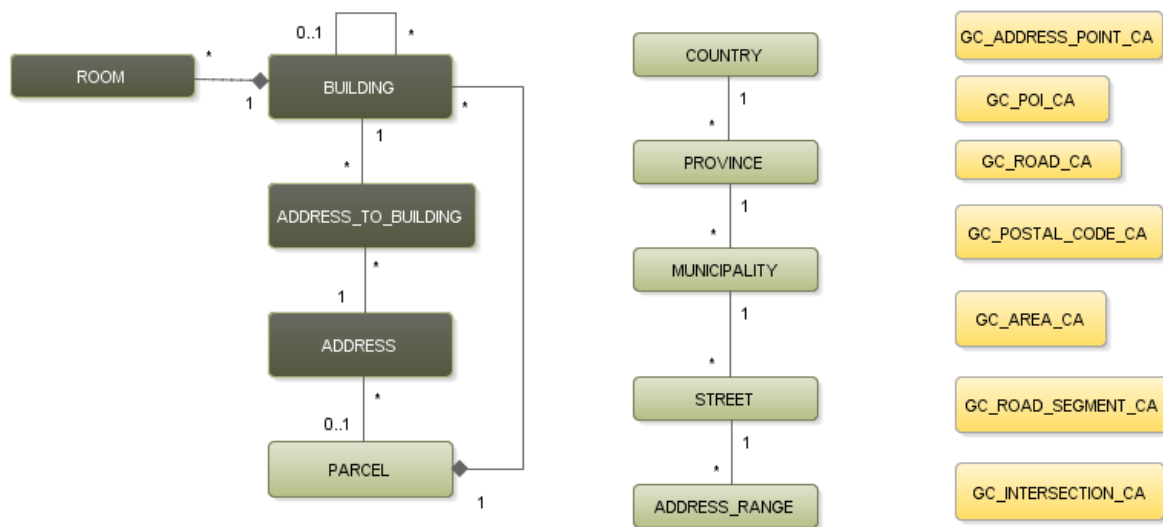 0..1
*
ROOM
*
1
BUILDING
*
1
*
ADDRESS_TO_BUILDING
*
1
ADDRESS
*
0..1
PARCEL
1
COUNTRY
1
*
PROVINCE
1
*
MUNICIPALITY
1
*
STREET
1
*
ADDRESS_RANGE
GC_ADDRESS_POINT_CA
GC_POI_CA
GC_ROAD_CA
GC_POSTAL_CODE_CA
GC_AREA_CA
GC_ROAD_SEGMENT_CA
GC_INTERSECTION_CA